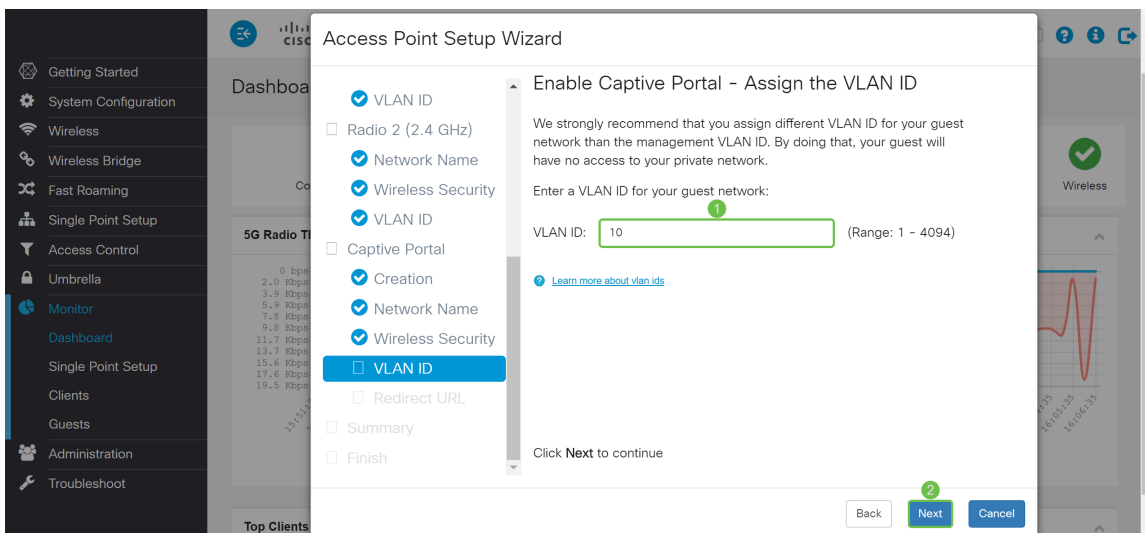 CISC
Access Point Setup Wizard
Getting Started
System Configuration
Wireless
Wireless Bridge
Fast Roaming
Single Point Setup
Access Control
Umbrella
Monitor
Dashboard
Single Point Setup
Clients
Guests
Administration
Troubleshoot
Dashboa
Co
5G Radio Th
0 bps
2.0 Kbps
3.9 Kbps
5.9 Kbps
7.8 Kbps
9.8 Kbps
11.7 Kbps
13.7 Kbps
15.6 Kbps
17.6 Kbps
19.5 Kbps
Top Clients
VLAN ID
Radio 2 (2.4 GHz)
Network Name
Wireless Security
VLAN ID
Captive Portal
Creation
Network Name
Wireless Security
VLAN ID
Redirect URL
Summary
Finish
Enable Captive Portal - Assign the VLAN ID
We strongly recommend that you assign different VLAN ID for your guest
network than the management VLAN ID. By doing that, your guest will
have no access to your private network.
Enter a VLAN ID for your guest network:
1
VLAN ID: 10 (Range: 1 - 4094)
? Learn more about vlan ids
Click Next to continue
2
Back Next Cancel
Wireless
16:05:35
16:06:35